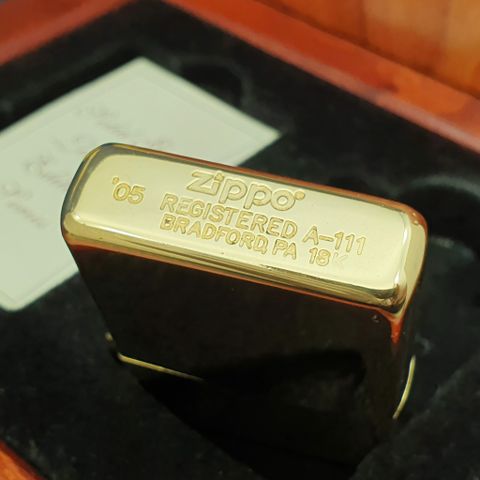 zippo
'05 REGISTERED A-111
BRADFORD, PA 18K